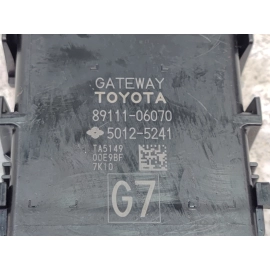 GATEWAY
TOYOTA
89111-06070
5012-5241
TA5149
00E9BF
7K10
G7